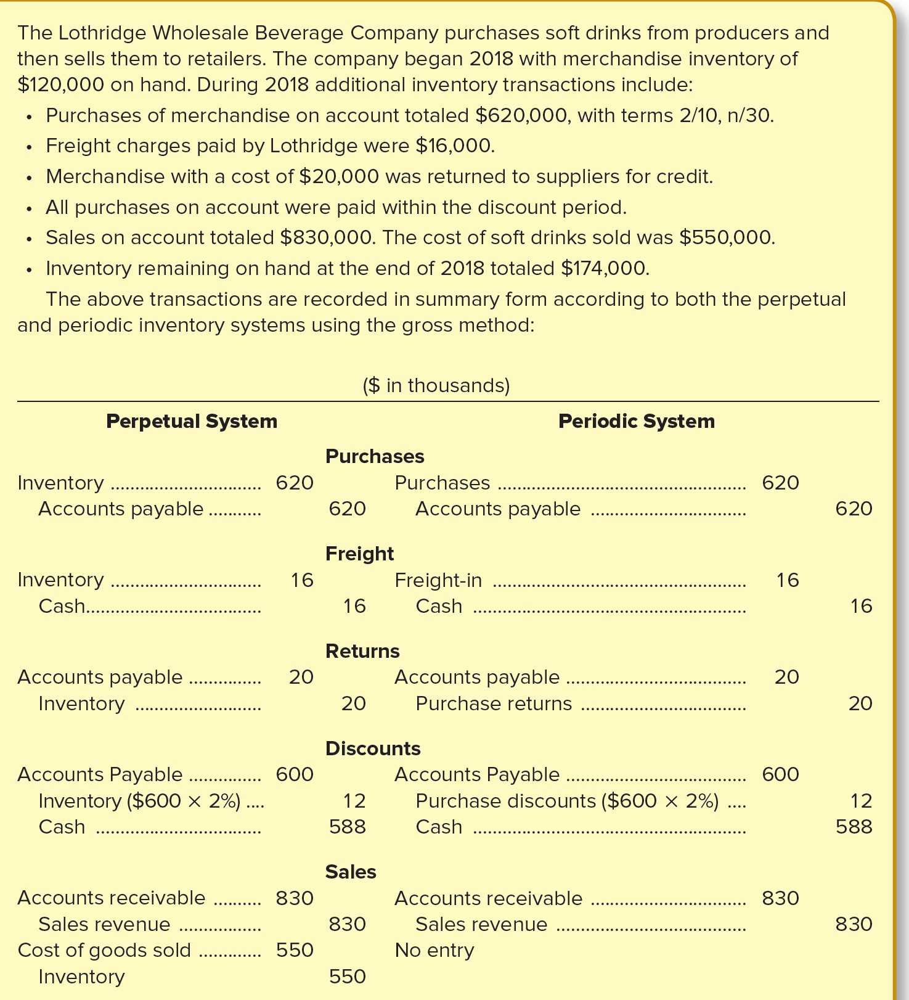 The Lothridge Wholesale Beverage Company purchases soft drinks from producers and
then sells them to retailers. The company began 2018 with merchandise inventory of
$120,000 on hand. During 2018 additional inventory transactions include:
• Purchases of merchandise on account totaled $620,000, with terms 2/10, n/30.
• Freight charges paid by Lothridge were $16,000.
• Merchandise with a cost of $20,000 was returned to suppliers for credit.
• All purchases on account were paid within the discount period.
• Sales on account totaled $830,000. The cost of soft drinks sold was $550,000.
• Inventory remaining on hand at the end of 2018 totaled $174,000.
The above transactions are recorded in summary form according to both the perpetual
and periodic inventory systems using the gross method:
($ in thousands)
Perpetual System Periodic System
Purchases
Inventory .............................. 620 Purchases .................................................. 620
Accounts payable ........... 620 Accounts payable ............................... 620
Freight
Inventory .............................. 16 Freight-in ................................................... 16
Cash.................................... 16 Cash ....................................................... 16
Returns
Accounts payable .............. 20 Accounts payable .................................... 20
Inventory .......................... 20 Purchase returns ................................. 20
Discounts
Accounts Payable .............. 600 Accounts Payable .................................... 600
Inventory ($600 × 2%) .... 12 Purchase discounts ($600 × 2%) .... 12
Cash .................................. 588 Cash ....................................................... 588
Sales
Accounts receivable .......... 830 Accounts receivable ............................... 830
Sales revenue ................. 830 Sales revenue ...................................... 830
Cost of goods sold ............. 550 No entry
Inventory 550